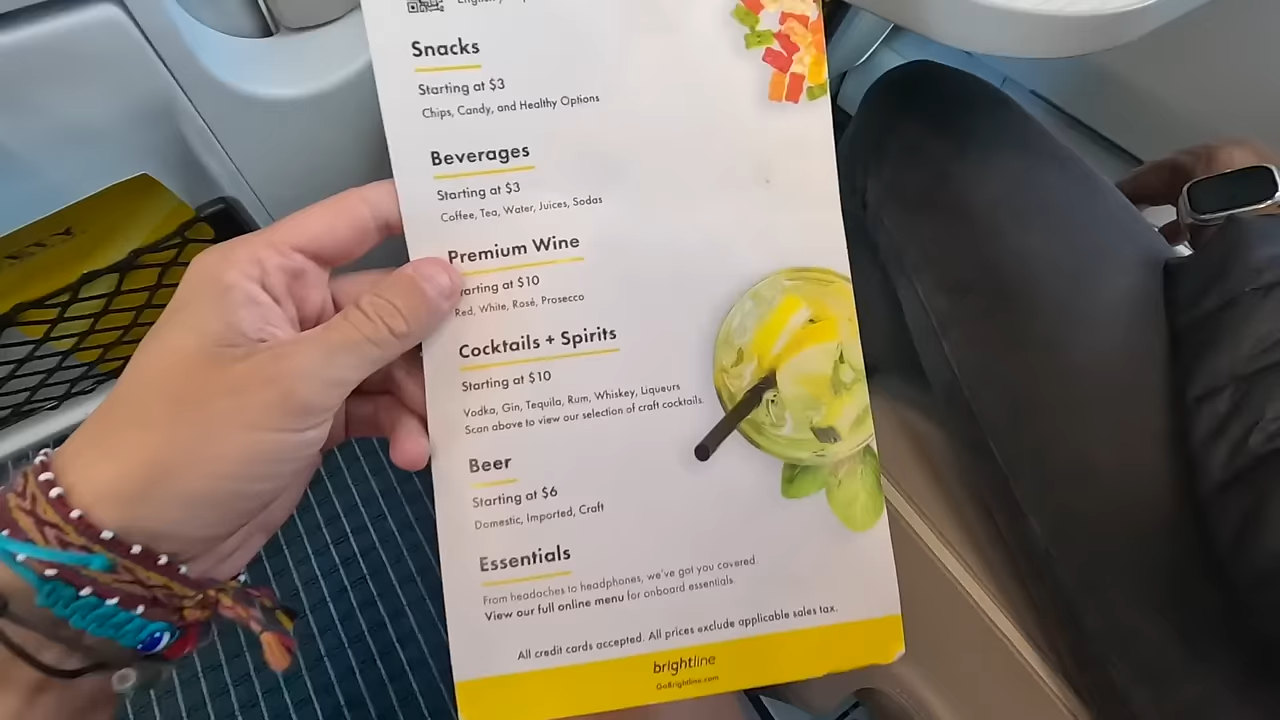 Snacks
Starting at $3
Chips, Candy, and Healthy Options
Beverages
Starting at $3
Coffee, Tea, Water, Juices, Sodas
Premium Wine
arting at $10
Red, White, Rosé, Prosecco
Cocktails + Spirits
Starting at $10
Vodka, Gin, Tequila, Rum, Whiskey, Liqueurs
Scan above to view our selection of craft cocktails.
Beer
Starting at $6
Domestic, Imported, Craft
Essentials
From headaches to headphones, we've got you covered.
View our full online menu for onboard essentials.
All credit cards accepted. All prices exclude applicable sales tax.
brightline
GoBrightline.com